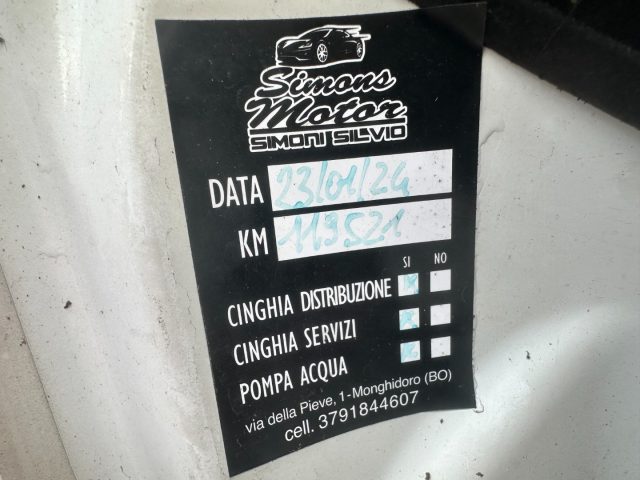 Simons
Motor
SIMONI SILVIO
DATA 23/01/24
KM 119521
SI NO
CINGHIA DISTRIBUZIONE
CINGHIA SERVIZI
POMPA ACQUA
via della Pieve, 1-Monghidoro (BO)
cell. 3791844607